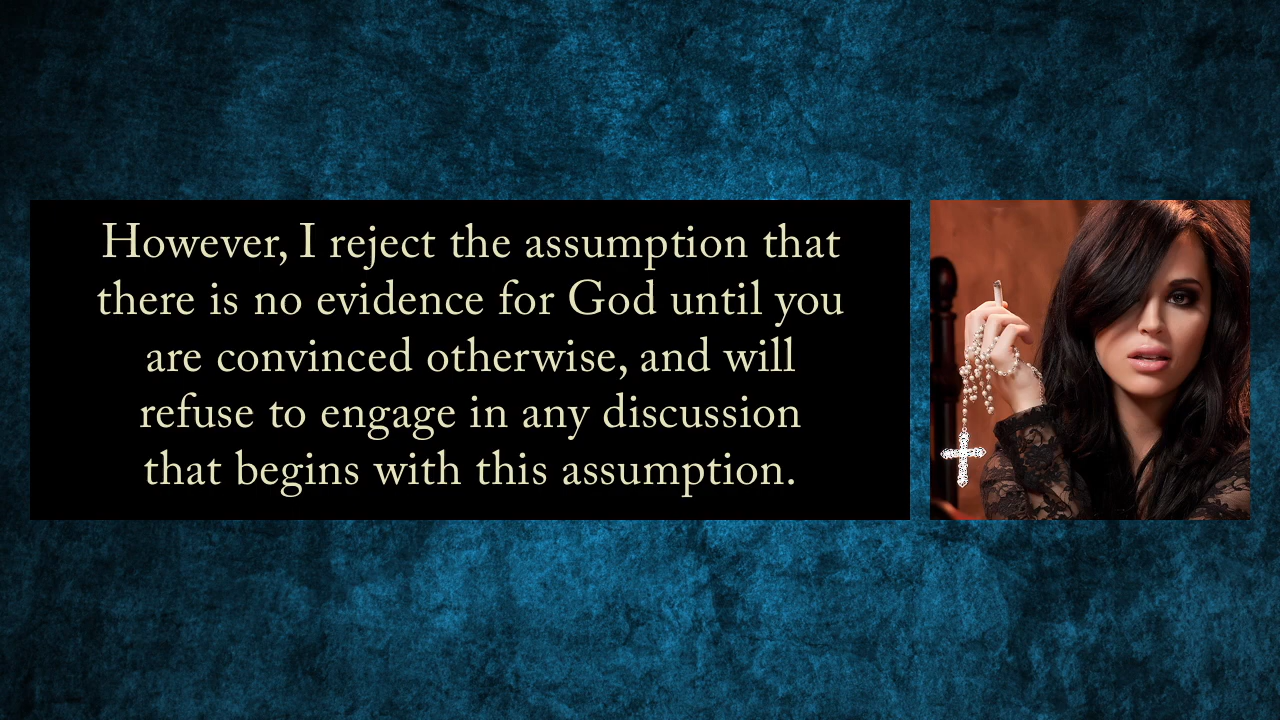 However, I reject the assumption that
there is no evidence for God until you
are convinced otherwise, and will
refuse to engage in any discussion
that begins with this assumption.